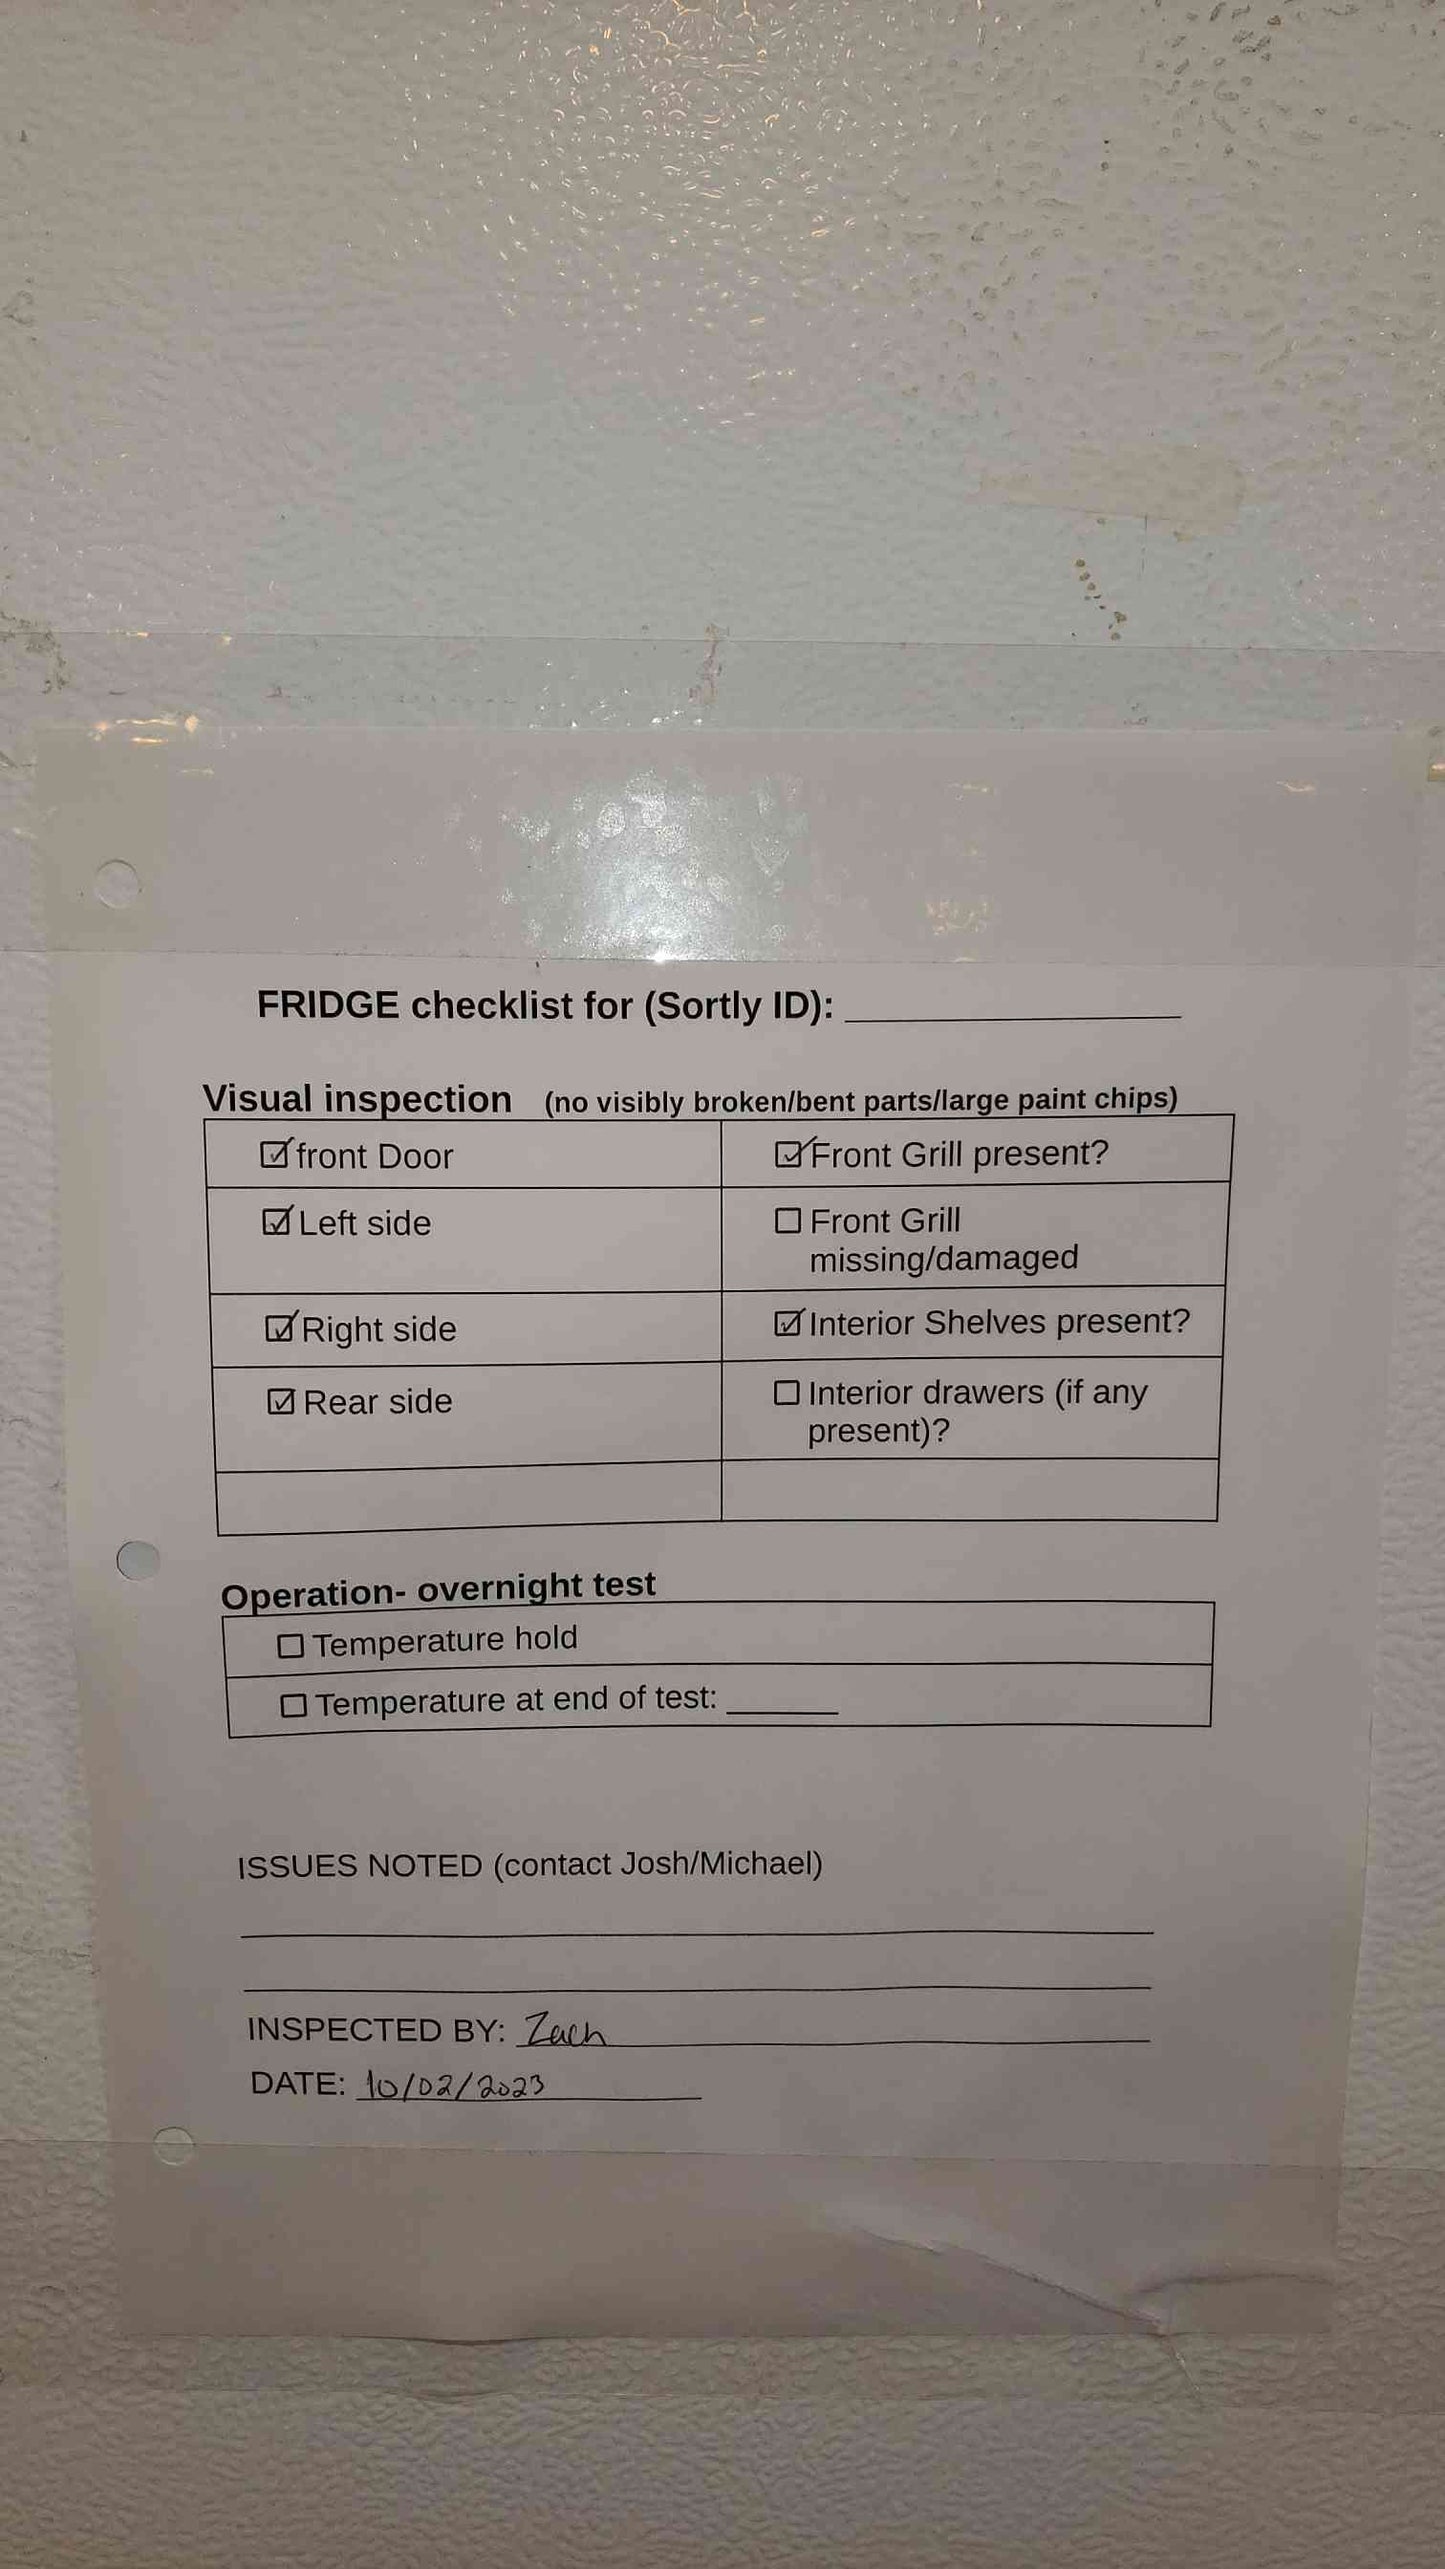 FRIDGE checklist for (Sortly ID): ____________
Visual inspection (no visibly broken/bent parts/large paint chips)
☑ front Door
☑ Front Grill present?
☑ Left side
☐ Front Grill
missing/damaged
☑ Right side
☑ Interior Shelves present?
☑ Rear side
☐ Interior drawers (if any
present)?
Operation- overnight test
☐ Temperature hold
☐ Temperature at end of test: ______
ISSUES NOTED (contact Josh/Michael)
INSPECTED BY: Zach
DATE: 10/02/2023